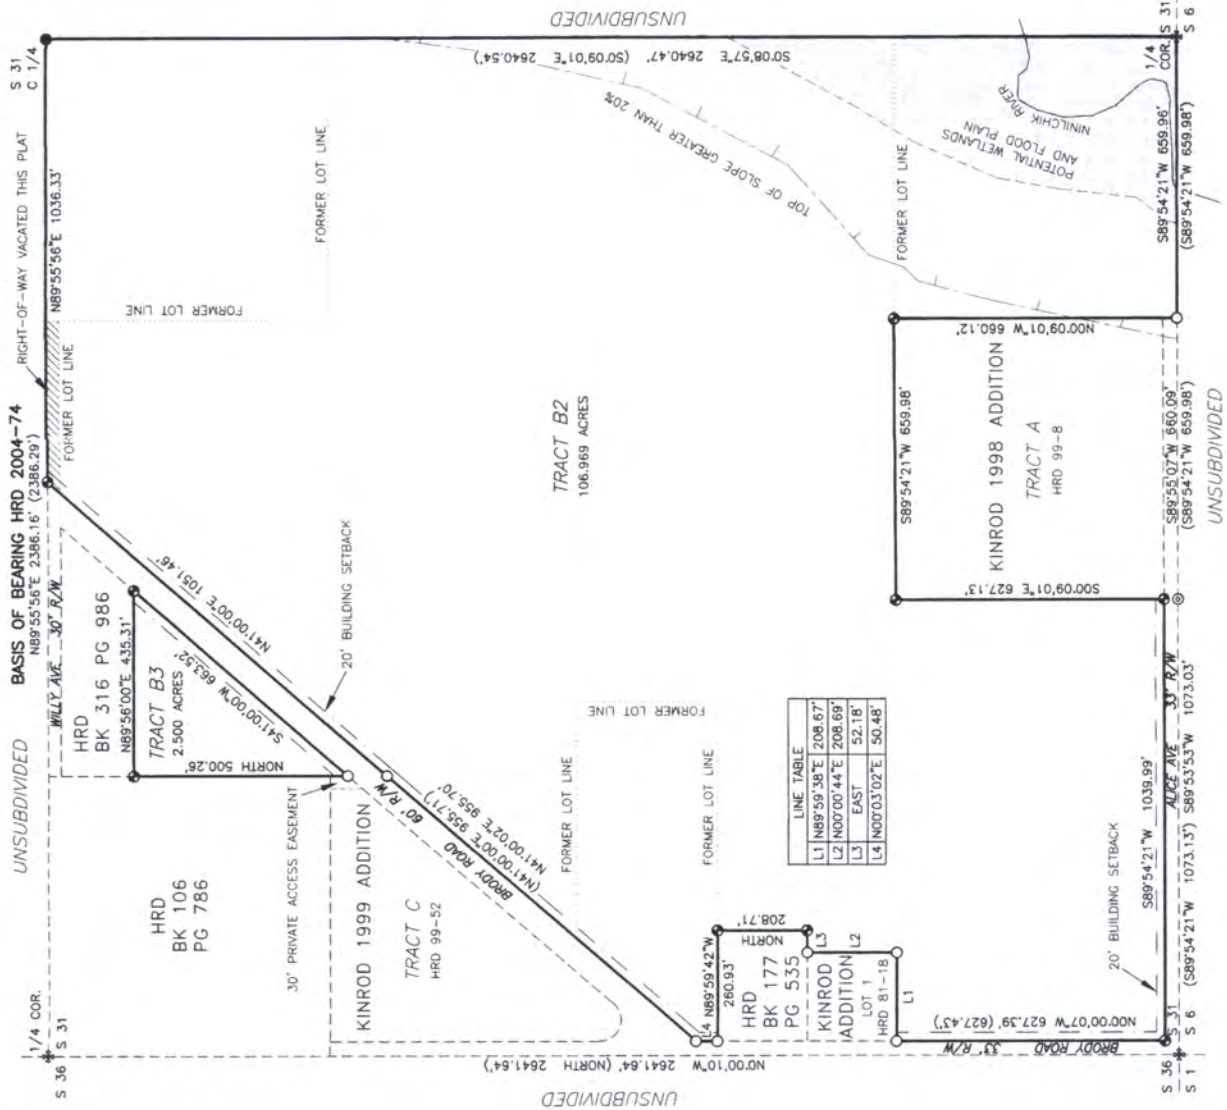 BASIS OF BEARING HRD 2004-74
N89°55'56"E 2386.16' (2386.29')
RIGHT-OF-WAY VACATED THIS PLAT
S 31
C 1/4
UNSUBDIVIDED
1/4 COR.
S 36
S 31
WILLY AVE 30' R/W
FORMER LOT LINE
N89°55'56"E 1036.33'
UNSUBDIVIDED
HRD
BK 316 PG 986
N89°56'00"E 435.31'
TRACT B3
2.500 ACRES
NORTH 500.26'
S41°00'00"W 663.52'
N41°00'00"E 1051.46'
20' BUILDING SETBACK
FORMER LOT LINE
FORMER LOT LINE
S0°08'57"E 2640.47' (S0°09'01"E 2640.54')
TOP OF SLOPE GREATER THAN 20%
HRD
BK 106
PG 786
30' PRIVATE ACCESS EASEMENT
KINROD 1999 ADDITION
TRACT C
HRD 99-52
BRODY ROAD
60' R/W
(N41°00'00"E 955.71')
N41°00'02"E 955.70'
TRACT B2
106.969 ACRES
FORMER LOT LINE
FORMER LOT LINE
FORMER LOT LINE
FORMER LOT LINE
POTENTIAL WETLANDS
AND FLOOD PLAIN
NINILCHIK RIVER
N0°00'10"W 2641.64' (NORTH 2641.64')
UNSUBDIVIDED
L4
N89°59'42"W
260.93'
HRD
BK 177
PG 535
NORTH
208.71'
L3
L2
KINROD
ADDITION
LOT 1
HRD 81-18
L1
LINE TABLE
L1 N89°59'38"E 208.67'
L2 N00°00'44"E 208.69'
L3 EAST 52.18'
L4 N00°03'02"E 50.48'
S89°54'21"W 659.98'
KINROD 1998 ADDITION
TRACT A
HRD 99-8
S00°09'01"E 627.13'
N00°09'01"W 660.12'
BRODY ROAD
33' R/W
N00°00'07"W 627.39' (627.43')
20' BUILDING SETBACK
S89°54'21"W 1039.99'
ALICE AVE 33' R/W
S89°53'53"W 1073.03'
(S89°54'21"W 1073.13')
S89°55'07"W 660.09'
(S89°54'21"W 659.98')
S89°54'21"W 659.96'
(S89°54'21"W 659.98')
1/4
COR.
S 31
S 6
S 36
S 1
S 31
S 6
UNSUBDIVIDED